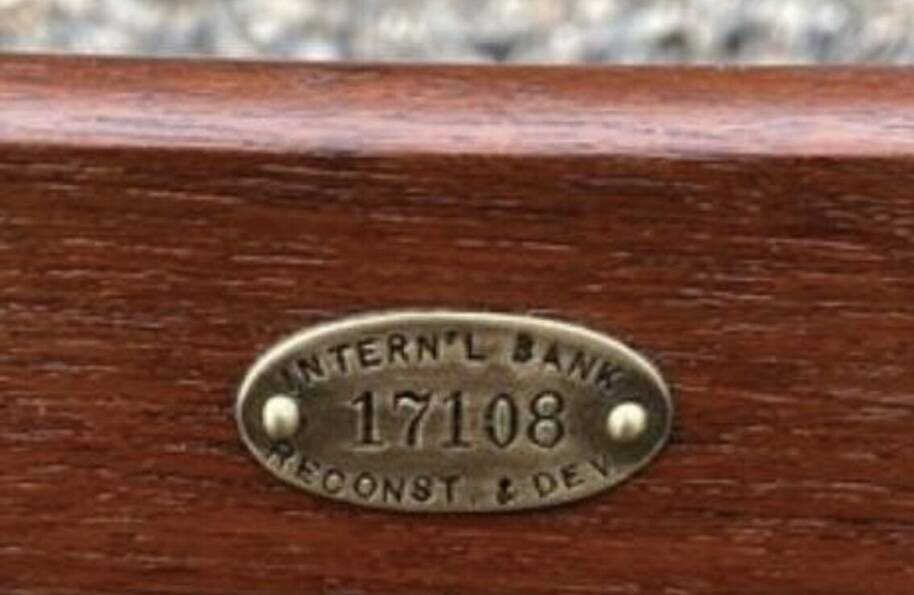 INTERN'L BANK
17108
RECONST. & DEV.